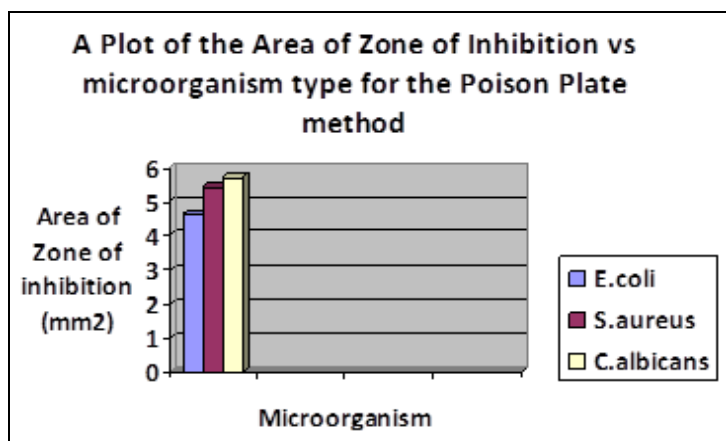 A Plot of the Area of Zone of Inhibition vs
microorganism type for the Poison Plate
method
Area of
Zone of
inhibition
(mm2)
6
5
4
3
2
1
0
Microorganism
E.coli
S.aureus
C.albicans